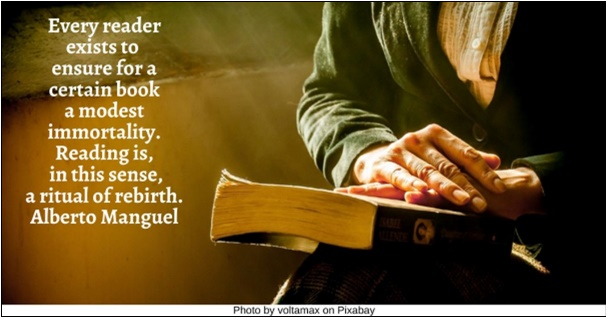 Every reader
exists to
ensure for a
certain book
a modest
immortality.
Reading is,
in this sense,
a ritual of rebirth.
Alberto Manguel
Photo by voltamax on Pixabay